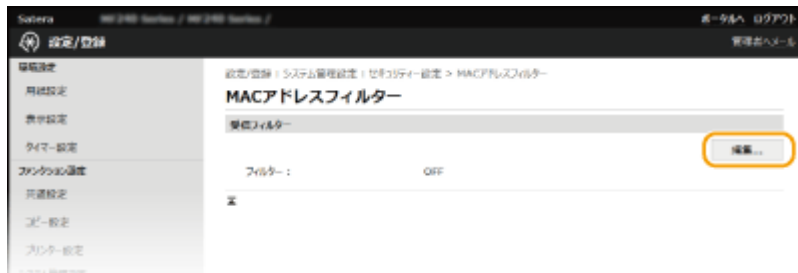 Satera
ポータルへ ログアウト
設定/登録
管理者へメール
環境設定
用紙設定
表示設定
タイマー設定
ファンクション設定
共通設定
コピー設定
プリンター設定
設定/登録 : システム管理設定 : セキュリティー設定 > MACアドレスフィルター
MACアドレスフィルター
受信フィルター
編集...
フィルター : OFF